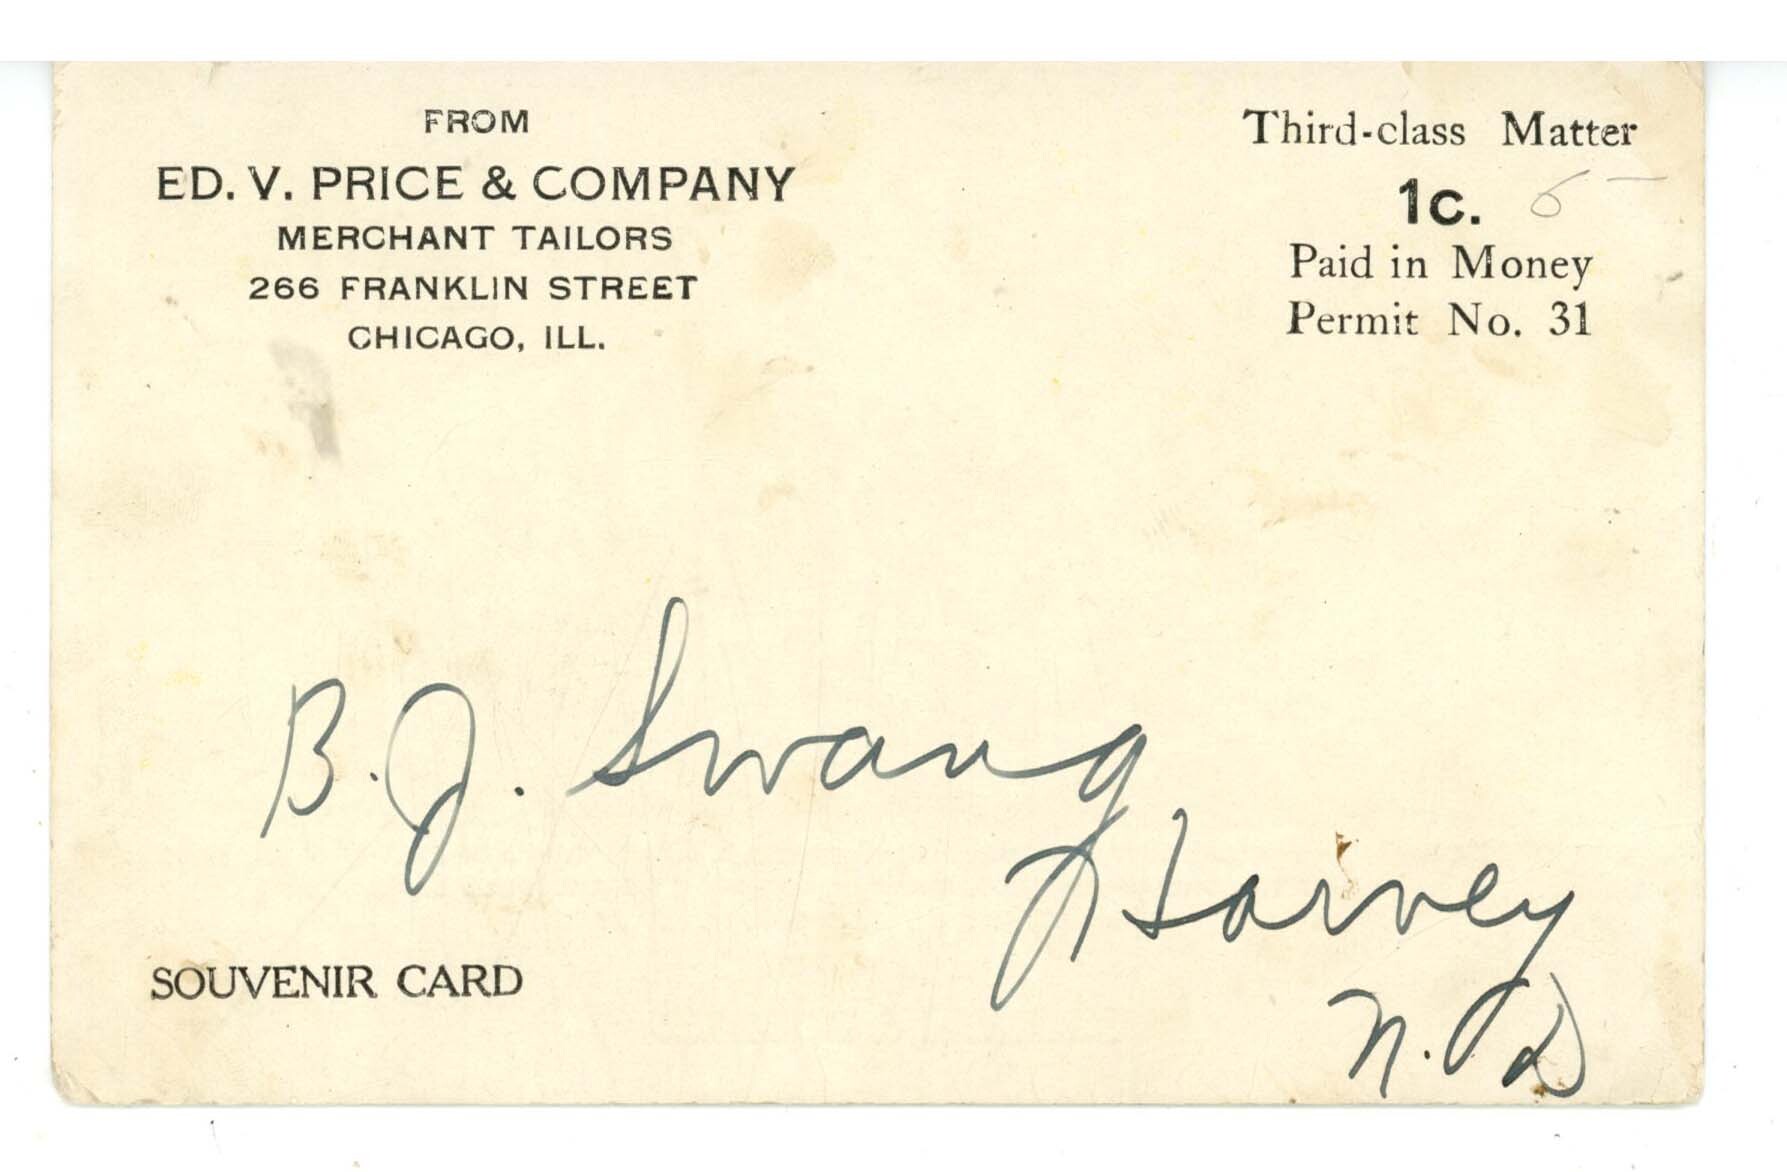 FROM
ED. V. PRICE & COMPANY
MERCHANT TAILORS
266 FRANKLIN STREET
CHICAGO, ILL.
Third-class Matter
1c. 5
Paid in Money
Permit No. 31
B. J. Swang
Harvey
N. D
SOUVENIR CARD